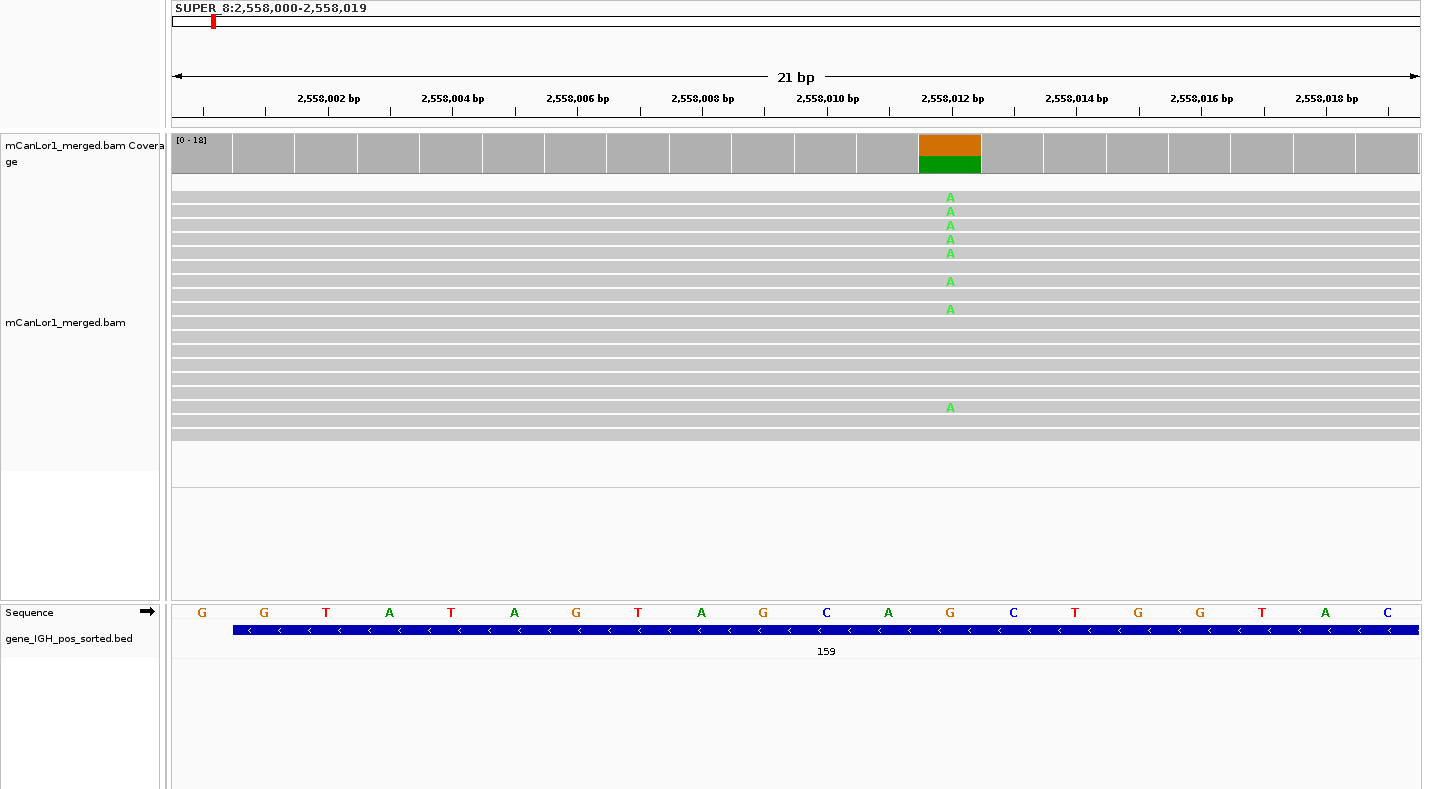 SUPER_8:2,558,000-2,558,019
21 bp
2,558,002 bp 2,558,004 bp 2,558,006 bp 2,558,008 bp 2,558,010 bp 2,558,012 bp 2,558,014 bp 2,558,016 bp 2,558,018 bp
mCanLor1_merged.bam Covera
ge
[0 - 18]
A
A
A
A
A
A
A
mCanLor1_merged.bam
A
Sequence
G G T A T A G T A G C A G C T G G T A C
gene_IGH_pos_sorted.bed
159